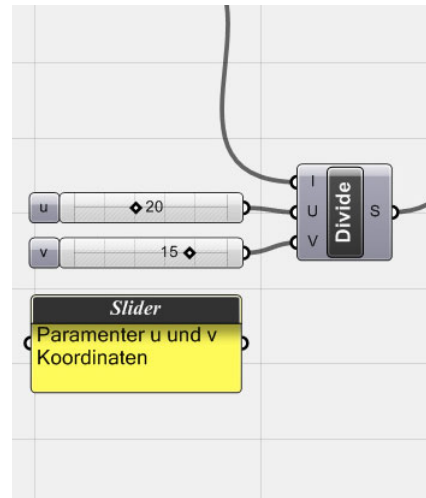 I
u
20
U
Divide
S
v
15
V
Slider
Paramenter u und v
Koordinaten